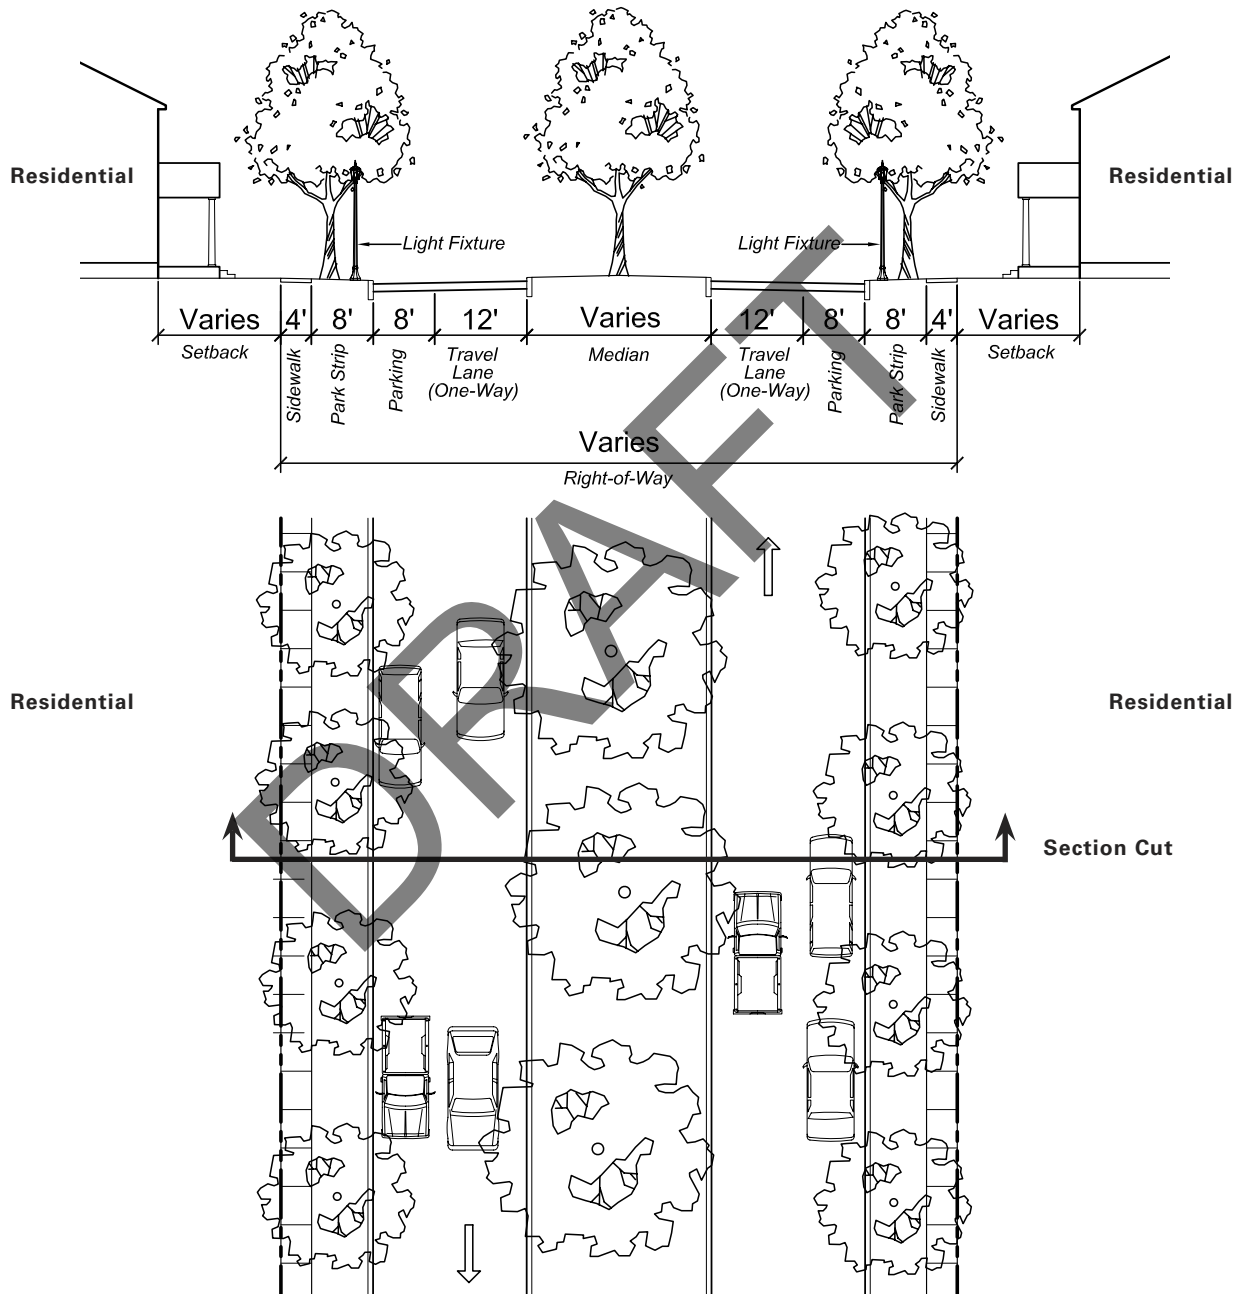 Residential
Residential
Light Fixture
Light Fixture
Varies
4'
8'
8'
12'
Varies
12'
8'
8'
4'
Varies
Setback
Sidewalk
Park Strip
Parking
Travel
Lane
(One-Way)
Median
Travel
Lane
(One-Way)
Parking
Park Strip
Sidewalk
Setback
Varies
Right-of-Way
DRAFT
Residential
Residential
Section Cut